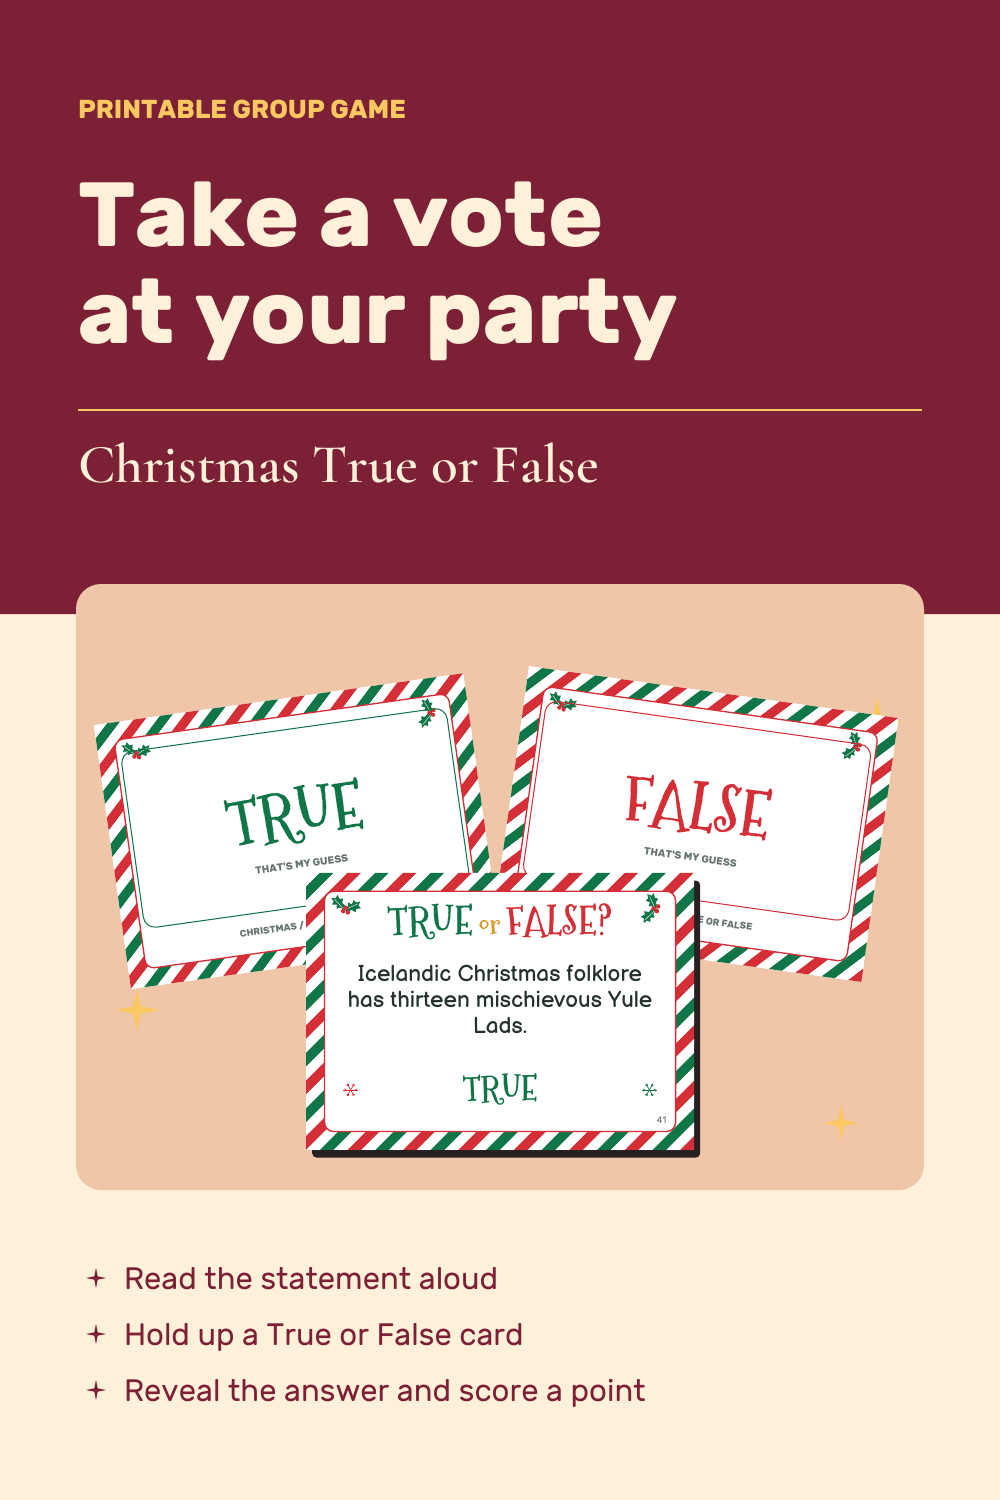 PRINTABLE GROUP GAME
Take a vote
at your party
Christmas True or False
TRUE
THAT'S MY GUESS
CHRISTMAS /
FALSE
THAT'S MY GUESS
OR FALSE
TRUE or FALSE?
Icelandic Christmas folklore
has thirteen mischievous Yule
Lads.
TRUE
41
Read the statement aloud
Hold up a True or False card
Reveal the answer and score a point